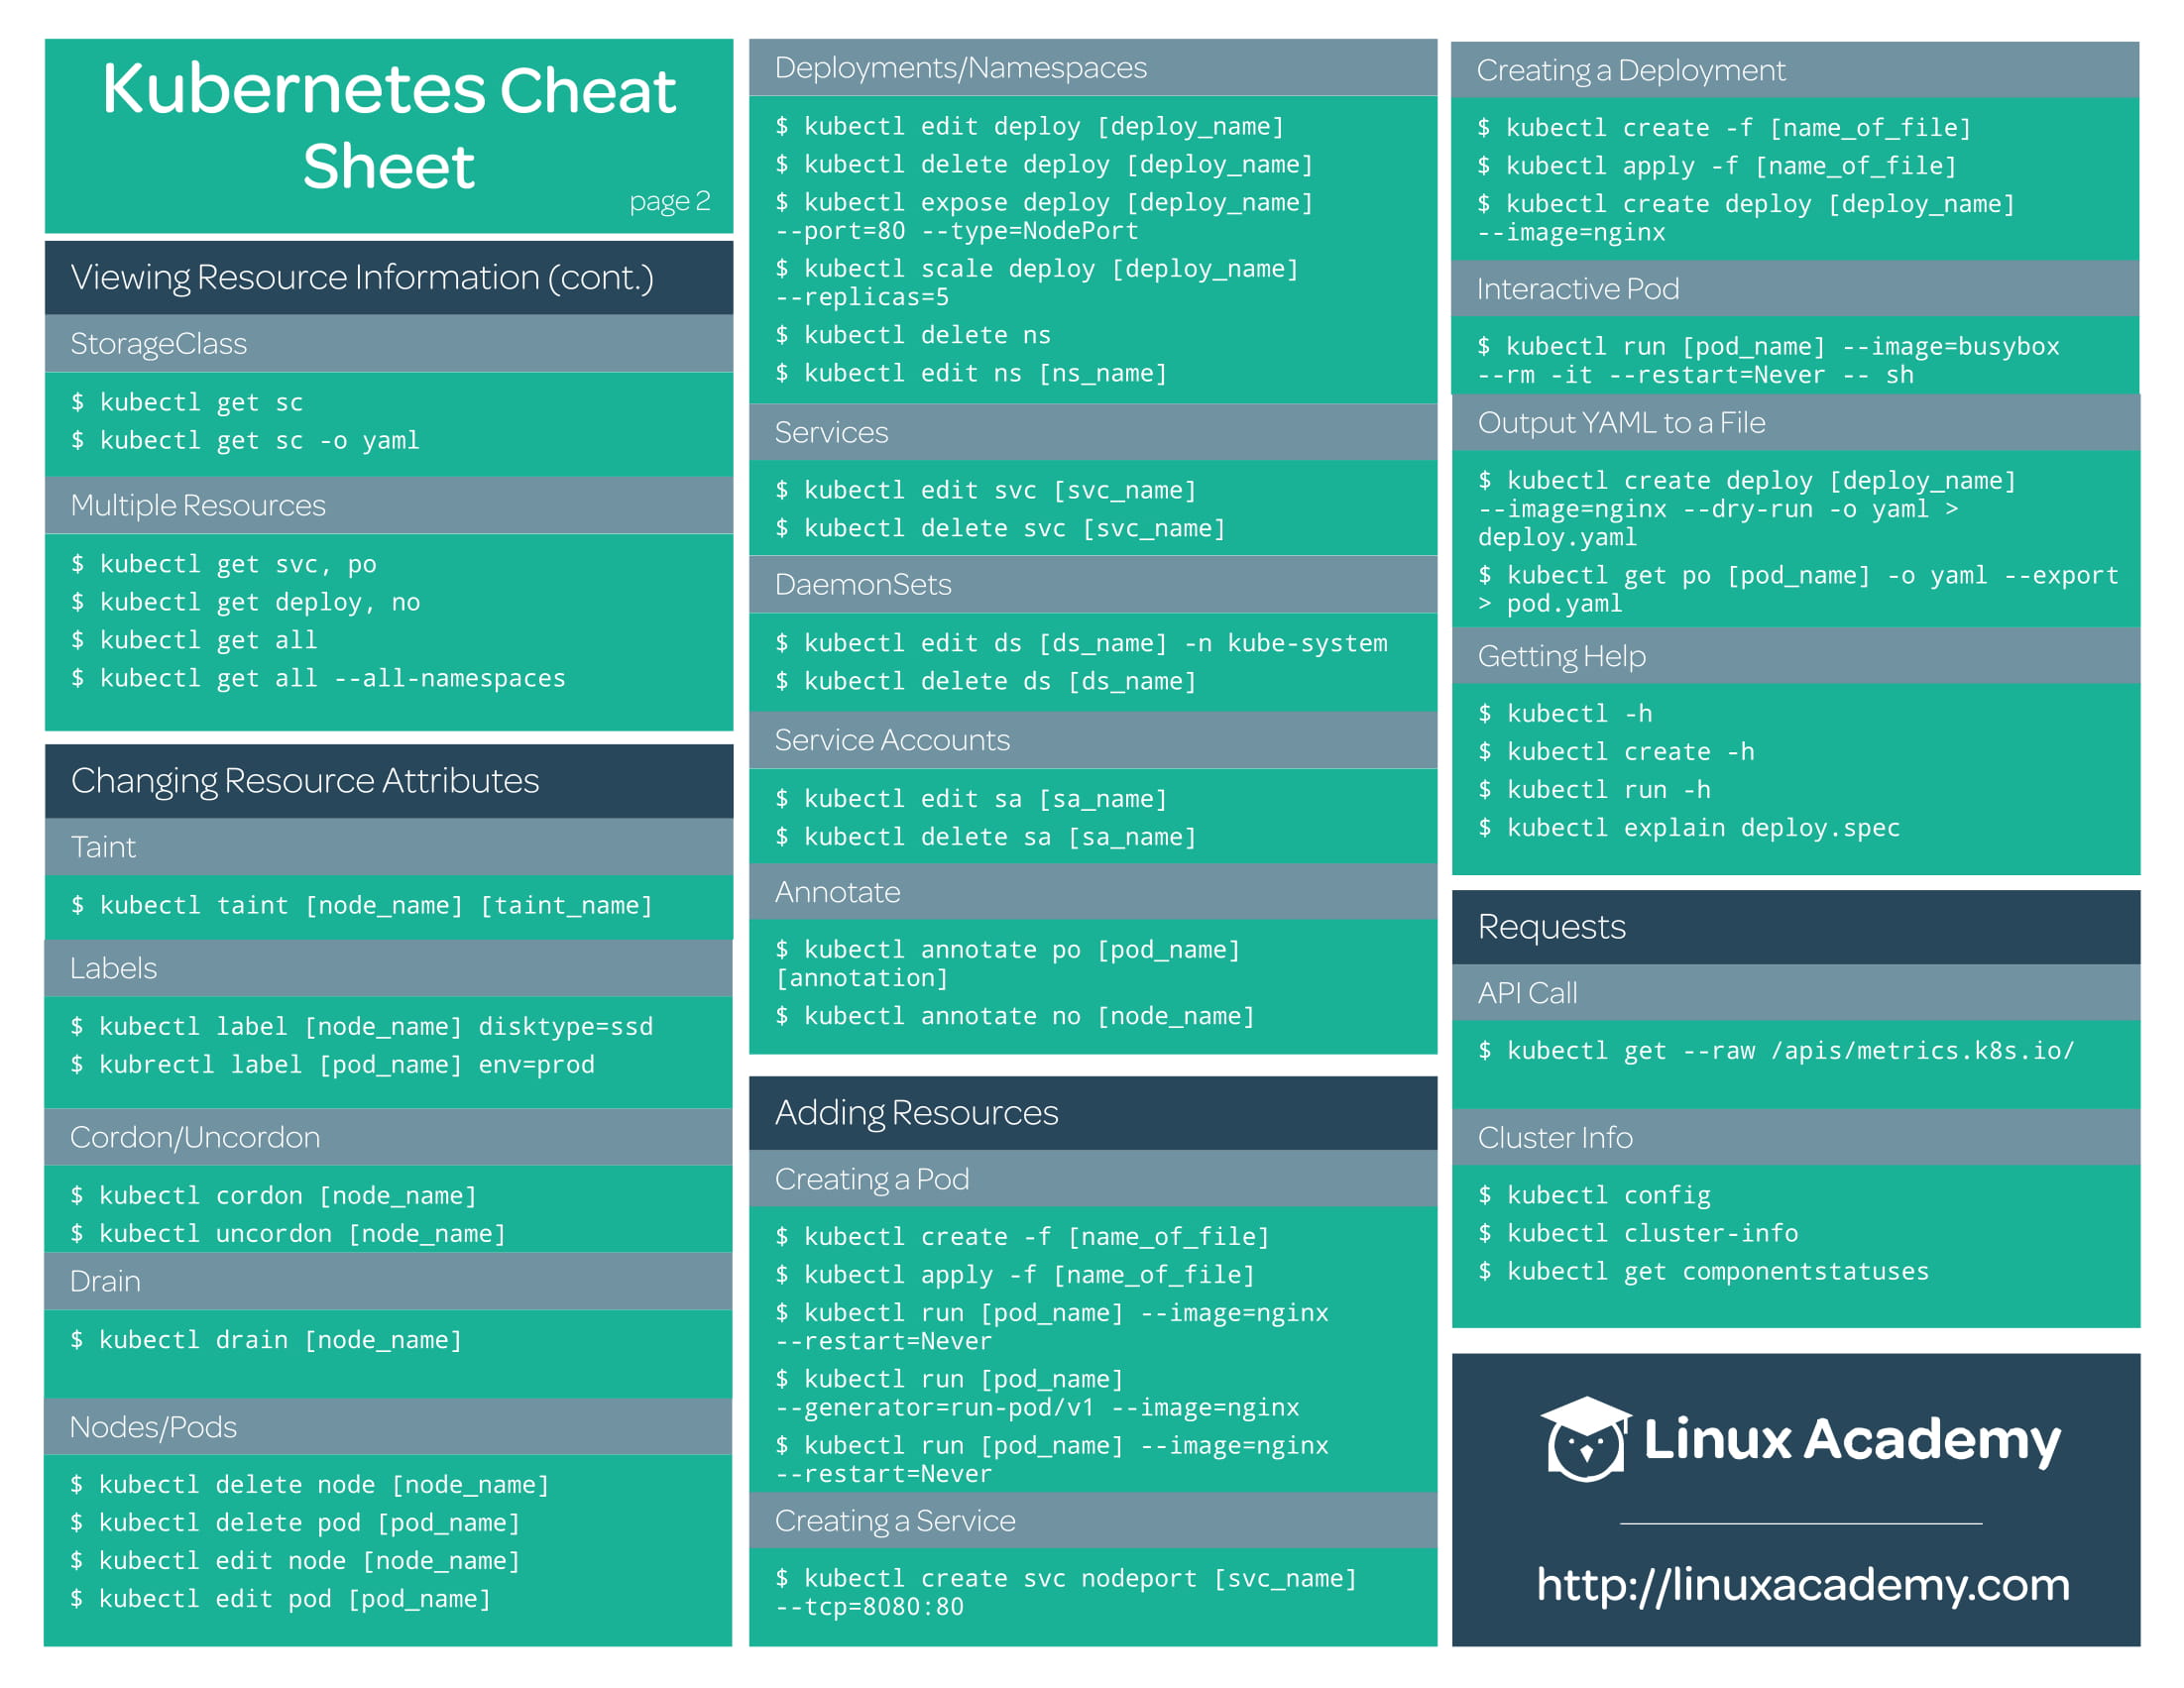 Kubernetes Cheat
Sheet
page 2
Viewing Resource Information (cont.)
StorageClass
$ kubectl get sc
$ kubectl get sc -o yaml
Multiple Resources
$ kubectl get svc, po
$ kubectl get deploy, no
$ kubectl get all
$ kubectl get all --all-namespaces
Changing Resource Attributes
Taint
$ kubectl taint [node_name] [taint_name]
Labels
$ kubectl label [node_name] disktype=ssd
$ kubrectl label [pod_name] env=prod
Cordon/Uncordon
$ kubectl cordon [node_name]
$ kubectl uncordon [node_name]
Drain
$ kubectl drain [node_name]
Nodes/Pods
$ kubectl delete node [node_name]
$ kubectl delete pod [pod_name]
$ kubectl edit node [node_name]
$ kubectl edit pod [pod_name]
Deployments/Namespaces
$ kubectl edit deploy [deploy_name]
$ kubectl delete deploy [deploy_name]
$ kubectl expose deploy [deploy_name]
--port=80 --type=NodePort
$ kubectl scale deploy [deploy_name]
--replicas=5
$ kubectl delete ns
$ kubectl edit ns [ns_name]
Services
$ kubectl edit svc [svc_name]
$ kubectl delete svc [svc_name]
DaemonSets
$ kubectl edit ds [ds_name] -n kube-system
$ kubectl delete ds [ds_name]
Service Accounts
$ kubectl edit sa [sa_name]
$ kubectl delete sa [sa_name]
Annotate
$ kubectl annotate po [pod_name]
[annotation]
$ kubectl annotate no [node_name]
Adding Resources
Creating a Pod
$ kubectl create -f [name_of_file]
$ kubectl apply -f [name_of_file]
$ kubectl run [pod_name] --image=nginx
--restart=Never
$ kubectl run [pod_name]
--generator=run-pod/v1 --image=nginx
$ kubectl run [pod_name] --image=nginx
--restart=Never
Creating a Service
$ kubectl create svc nodeport [svc_name]
--tcp=8080:80
Creating a Deployment
$ kubectl create -f [name_of_file]
$ kubectl apply -f [name_of_file]
$ kubectl create deploy [deploy_name]
--image=nginx
Interactive Pod
$ kubectl run [pod_name] --image=busybox
--rm -it --restart=Never -- sh
Output YAML to a File
$ kubectl create deploy [deploy_name]
--image=nginx --dry-run -o yaml >
deploy.yaml
$ kubectl get po [pod_name] -o yaml --export
> pod.yaml
Getting Help
$ kubectl -h
$ kubectl create -h
$ kubectl run -h
$ kubectl explain deploy.spec
Requests
API Call
$ kubectl get --raw /apis/metrics.k8s.io/
Cluster Info
$ kubectl config
$ kubectl cluster-info
$ kubectl get componentstatuses
Linux Academy
http://linuxacademy.com